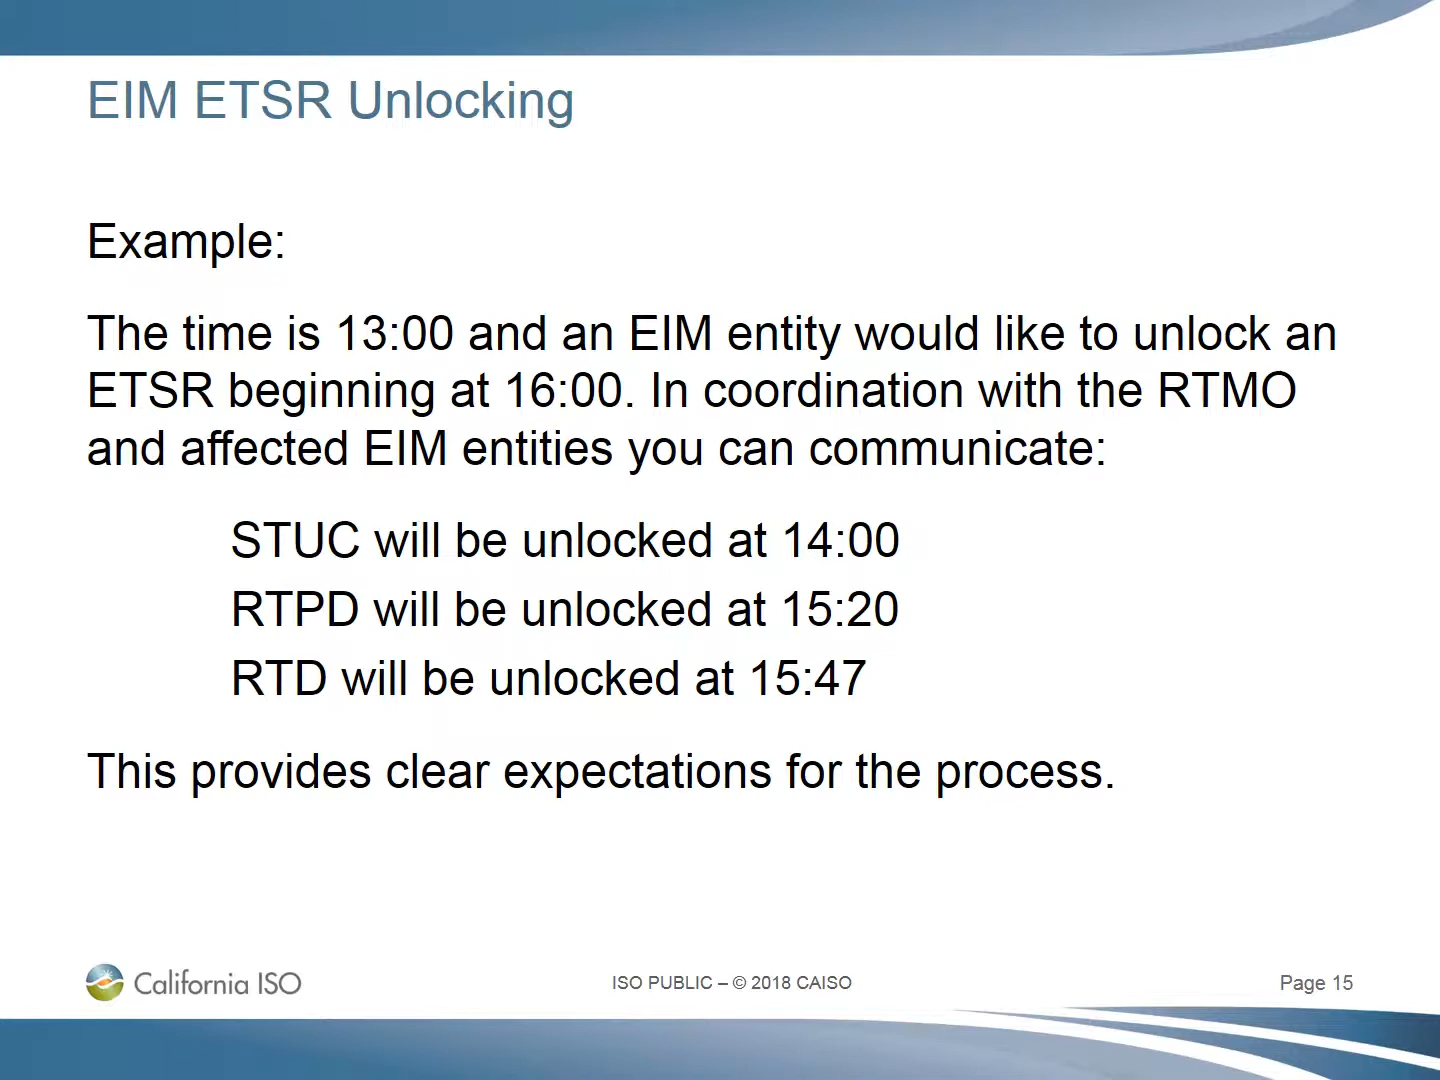 EIM ETSR Unlocking
Example:
The time is 13:00 and an EIM entity would like to unlock an
ETSR beginning at 16:00. In coordination with the RTMO
and affected EIM entities you can communicate:
STUC will be unlocked at 14:00
RTPD will be unlocked at 15:20
RTD will be unlocked at 15:47
This provides clear expectations for the process.
California ISO
ISO PUBLIC – © 2018 CAISO
Page 15